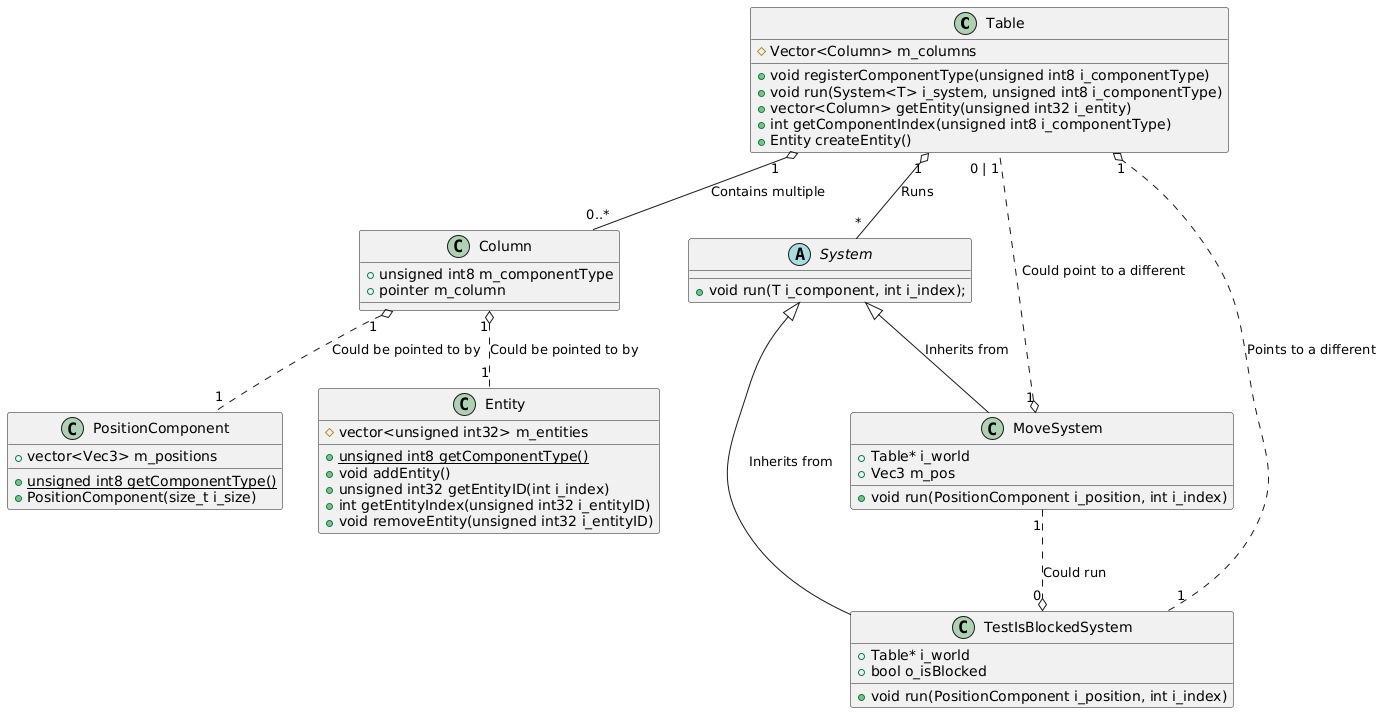 C Table
Vector<Column> m_columns
void registerComponentType(unsigned int8 i_componentType)
void run(System<T> i_system, unsigned int8 i_componentType)
vector<Column> getEntity(unsigned int32 i_entity)
int getComponentIndex(unsigned int8 i_componentType)
Entity createEntity()
1
1
0 | 1
1
Contains multiple
Runs
0..*
*
C Column
unsigned int8 m_componentType
pointer m_column
A System
void run(T i_component, int i_index);
Could point to a different
1
1
Could be pointed to by
Could be pointed to by
Inherits from
Points to a different
1
1
1
C PositionComponent
vector<Vec3> m_positions
unsigned int8 getComponentType()
PositionComponent(size_t i_size)
C Entity
vector<unsigned int32> m_entities
unsigned int8 getComponentType()
void addEntity()
unsigned int32 getEntityID(int i_index)
int getEntityIndex(unsigned int32 i_entityID)
void removeEntity(unsigned int32 i_entityID)
Inherits from
C MoveSystem
Table* i_world
Vec3 m_pos
void run(PositionComponent i_position, int i_index)
1
Could run
0
1
C TestIsBlockedSystem
Table* i_world
bool o_isBlocked
void run(PositionComponent i_position, int i_index)